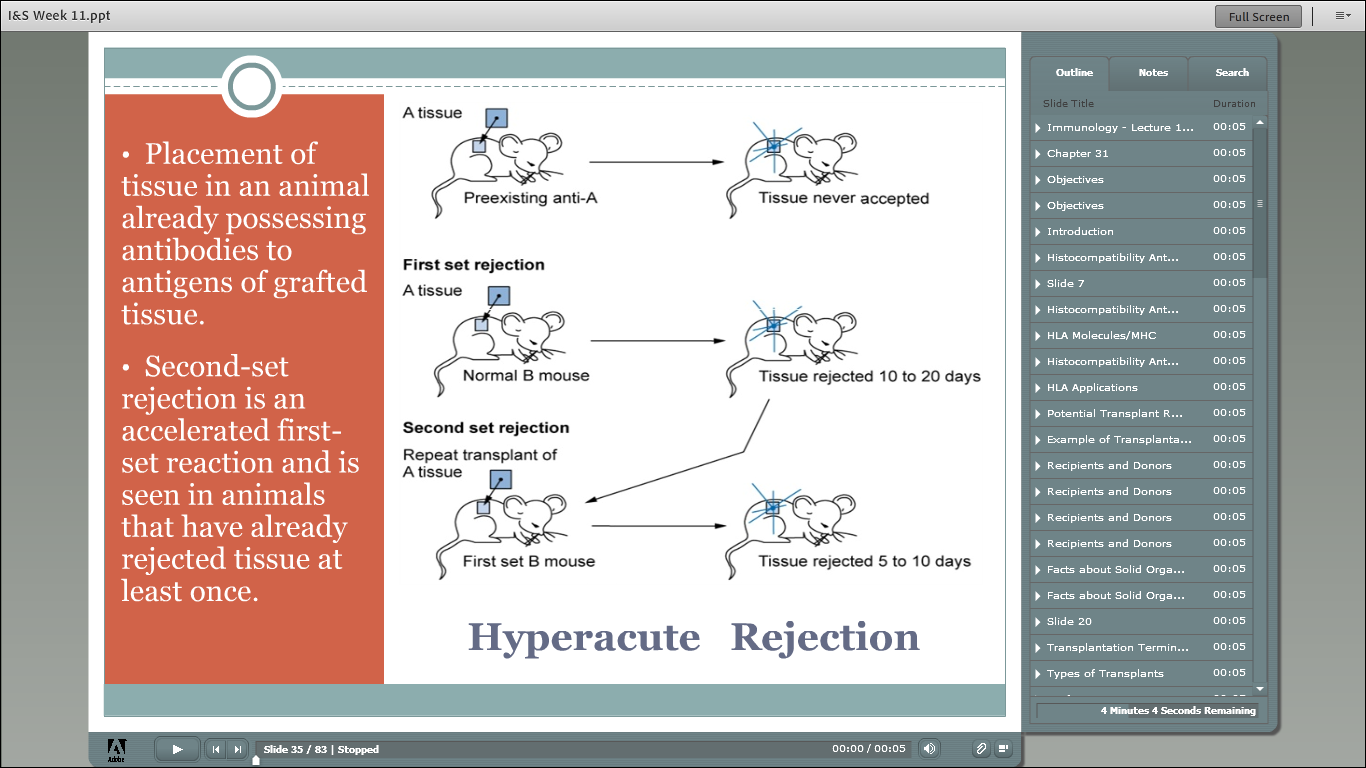 I&S Week 11.ppt
Full Screen
• Placement of
tissue in an animal
already possessing
antibodies to
antigens of grafted
tissue.
• Second-set
rejection is an
accelerated first-
set reaction and is
seen in animals
that have already
rejected tissue at
least once.
A tissue
Preexisting anti-A
Tissue never accepted
First set rejection
A tissue
Normal B mouse
Tissue rejected 10 to 20 days
Second set rejection
Repeat transplant of
A tissue
First set B mouse
Tissue rejected 5 to 10 days
Hyperacute Rejection
Outline
Notes
Search
Slide Title Duration
Immunology - Lecture 1... 00:05
Chapter 31 00:05
Objectives 00:05
Objectives 00:05
Introduction 00:05
Histocompatibility Ant... 00:05
Slide 7 00:05
Histocompatibility Ant... 00:05
HLA Molecules/MHC 00:05
Histocompatibility Ant... 00:05
HLA Applications 00:05
Potential Transplant R... 00:05
Example of Transplanta... 00:05
Recipients and Donors 00:05
Recipients and Donors 00:05
Recipients and Donors 00:05
Recipients and Donors 00:05
Facts about Solid Orga... 00:05
Facts about Solid Orga... 00:05
Slide 20 00:05
Transplantation Termin... 00:05
Types of Transplants 00:05
4 Minutes 4 Seconds Remaining
Adobe
Slide 35 / 83 | Stopped
00:00 / 00:05